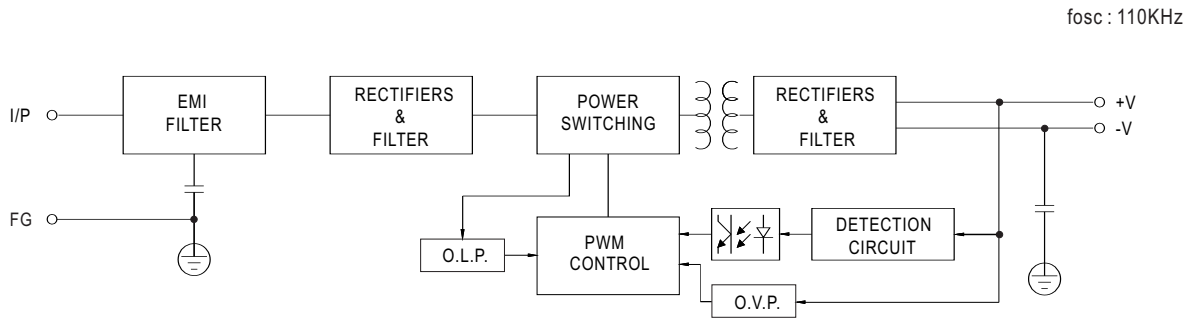 fosc : 110KHz
I/P
EMI
FILTER
RECTIFIERS
&
FILTER
POWER
SWITCHING
RECTIFIERS
&
FILTER
+V
-V
FG
O.L.P.
PWM
CONTROL
DETECTION
CIRCUIT
O.V.P.